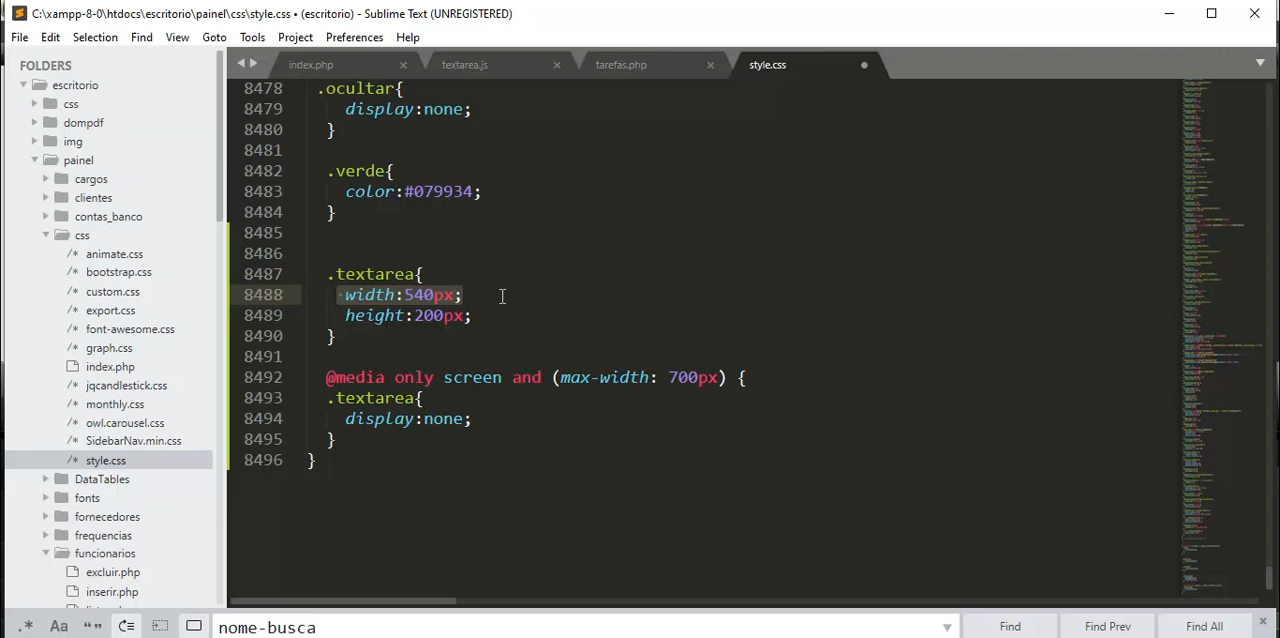 C:\xampp-8-0\htdocs\escritorio\painel\css\style.css • (escritorio) - Sublime Text (UNREGISTERED)
File Edit Selection Find View Goto Tools Project Preferences Help
FOLDERS
escritorio
css
dompdf
img
painel
cargos
clientes
contas_banco
css
/* animate.css
/* bootstrap.css
/* custom.css
/* export.css
/* font-awesome.css
/* graph.css
index.php
/* jqcandlestick.css
/* monthly.css
/* owl.carousel.css
/* SidebarNav.min.css
/* style.css
DataTables
fonts
fornecedores
frequencias
funcionarios
excluir.php
inserir.php
index.php textarea.js tarefas.php style.css
8478 .ocultar{
8479 display:none;
8480 }
8481
8482 .verde{
8483 color:#079934;
8484 }
8485
8486
8487 .textarea{
8488 width:540px;
8489 height:200px;
8490 }
8491
8492 @media only screen and (max-width: 700px) {
8493 .textarea{
8494 display:none;
8495 }
8496 }
.* Aa “” nome-busca Find Find Prev Find All